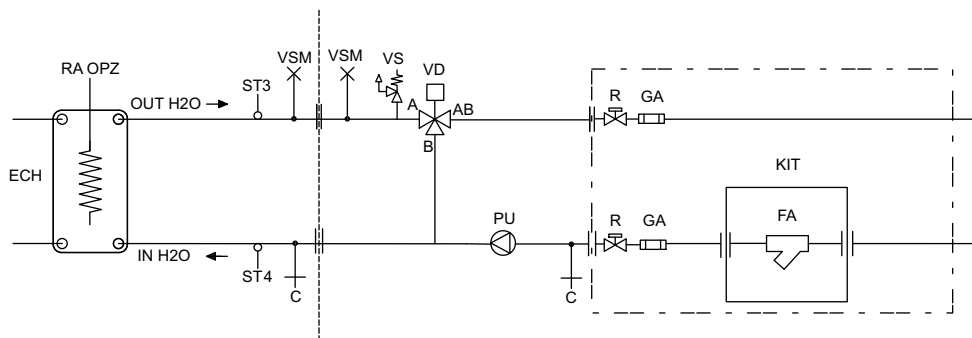 VSM
VSM
VS
VD
RA OPZ
ST3
OUT H2O
A
AB
R
GA
B
ECH
KIT
PU
R
GA
FA
IN H2O
ST4
C
C